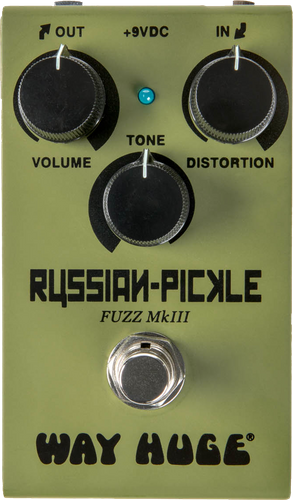 OUT +9VDC IN
VOLUME TONE DISTORTION
RUSSIAN-PICKLE
FUZZ MkIII
WAY HUGE®